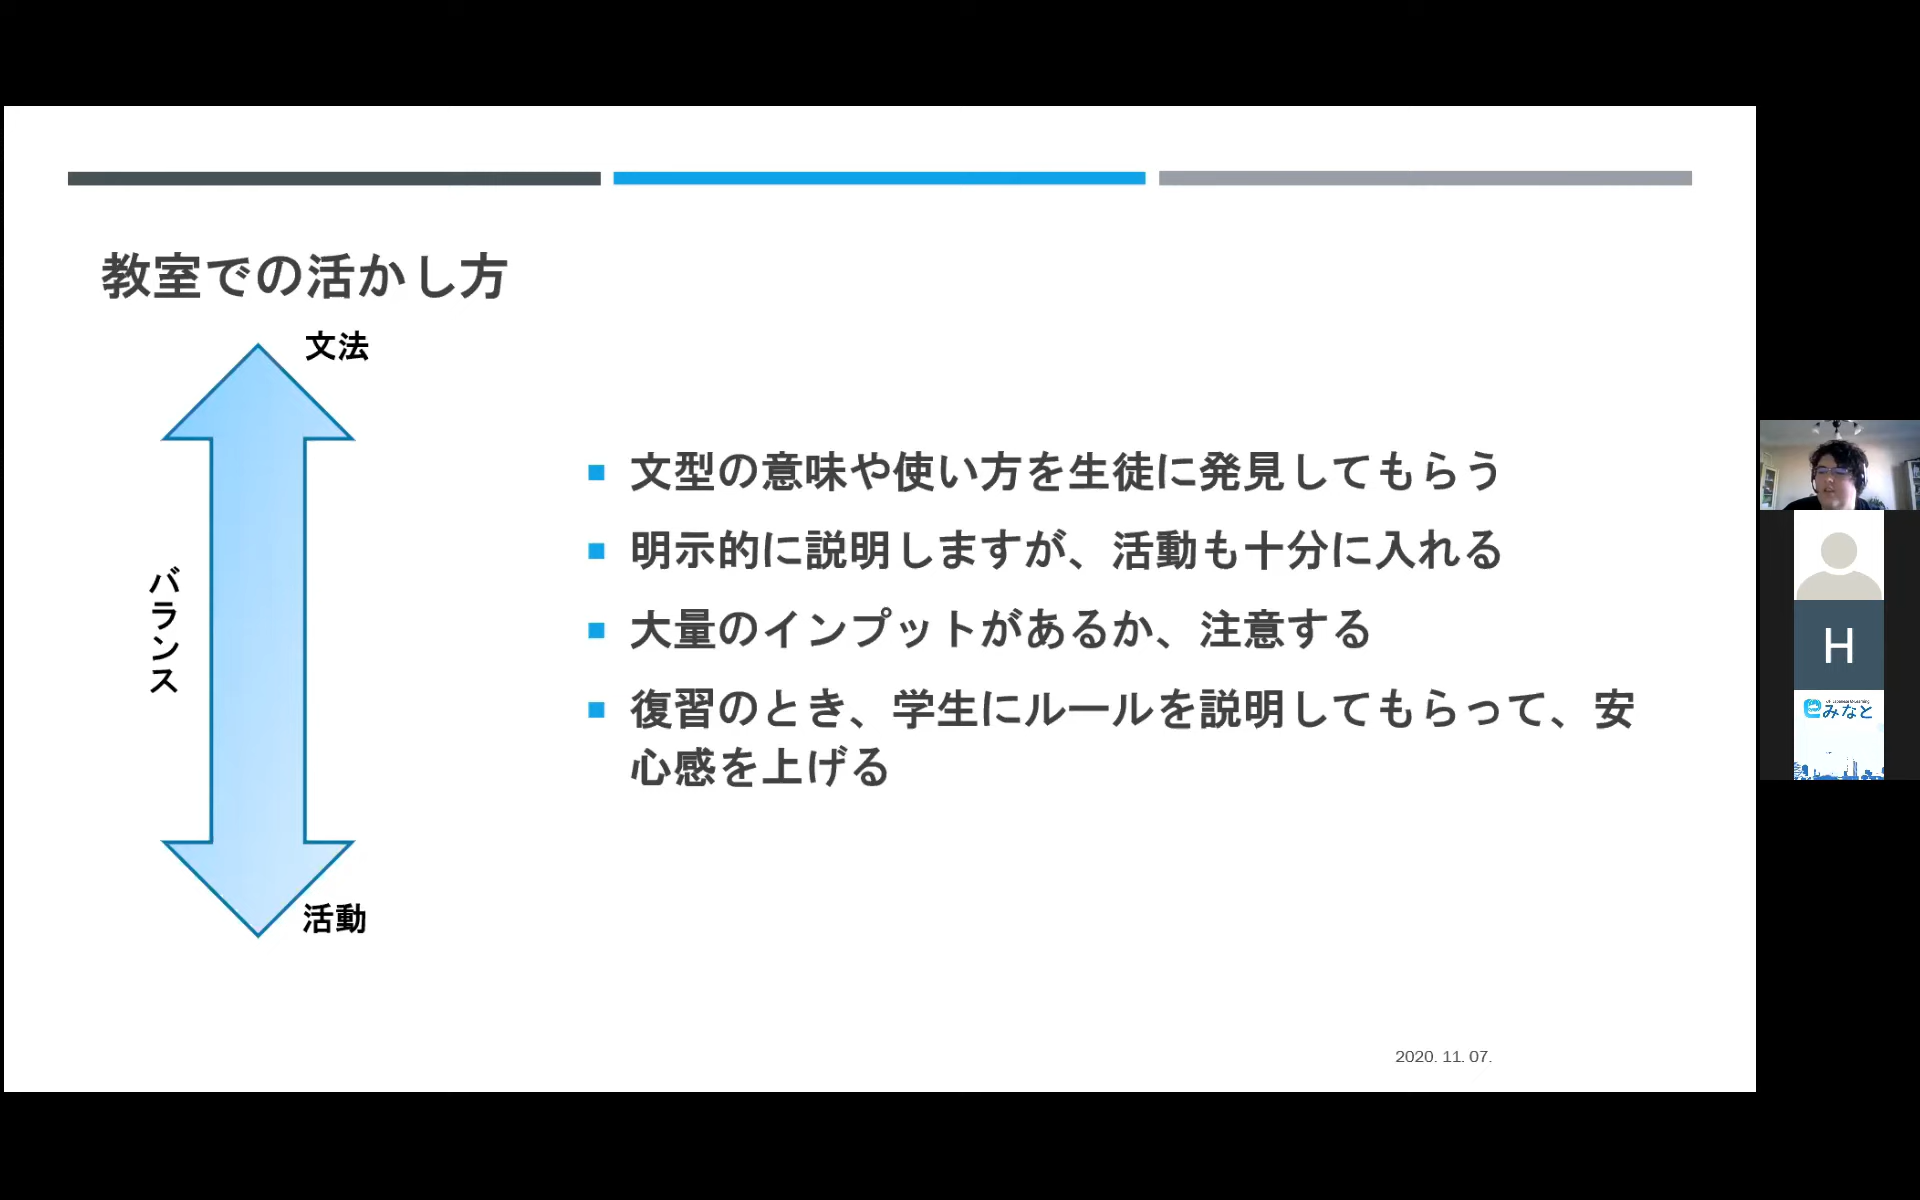 教室での活かし方
文法
バランス
活動
文型の意味や使い方を生徒に発見してもらう
明示的に説明しますが、活動も十分に入れる
大量のインプットがあるか、注意する
復習のとき、学生にルールを説明してもらって、安
心感を上げる
2020. 11. 07.
H
eみなと